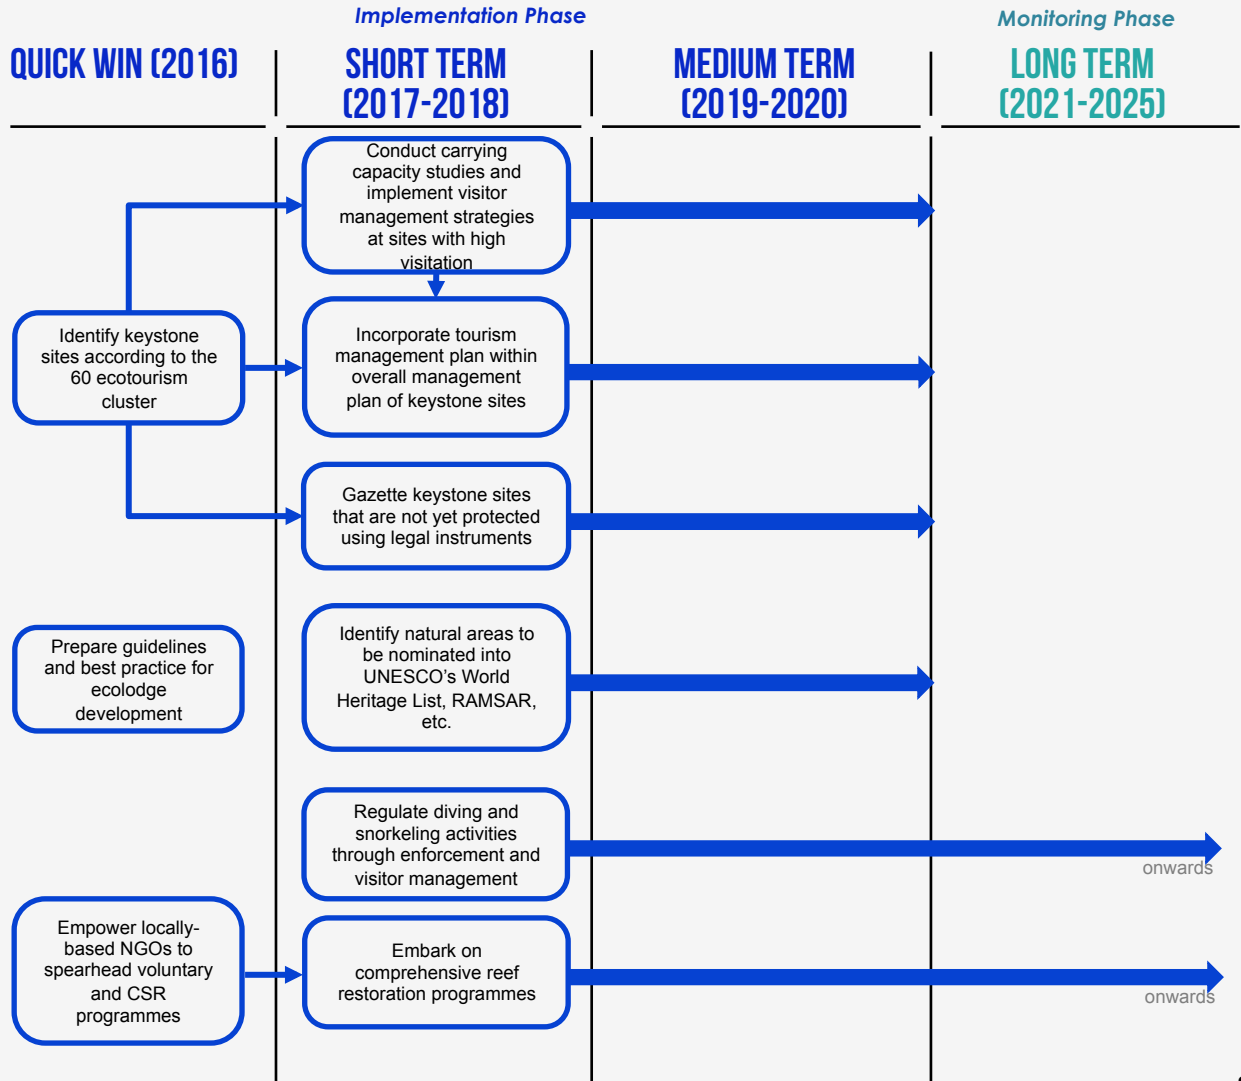 Implementation Phase
Monitoring Phase
QUICK WIN (2016)
SHORT TERM
(2017-2018)
MEDIUM TERM
(2019-2020)
LONG TERM
(2021-2025)
Conduct carrying
capacity studies and
implement visitor
management strategies
at sites with high
visitation
Identify keystone
sites according to the
60 ecotourism
cluster
Incorporate tourism
management plan within
overall management
plan of keystone sites
Gazette keystone sites
that are not yet protected
using legal instruments
Prepare guidelines
and best practice for
ecolodge
development
Identify natural areas to
be nominated into
UNESCO’s World
Heritage List, RAMSAR,
etc.
Regulate diving and
snorkeling activities
through enforcement and
visitor management
onwards
Empower locally-
based NGOs to
spearhead voluntary
and CSR
programmes
Embark on
comprehensive reef
restoration programmes
onwards